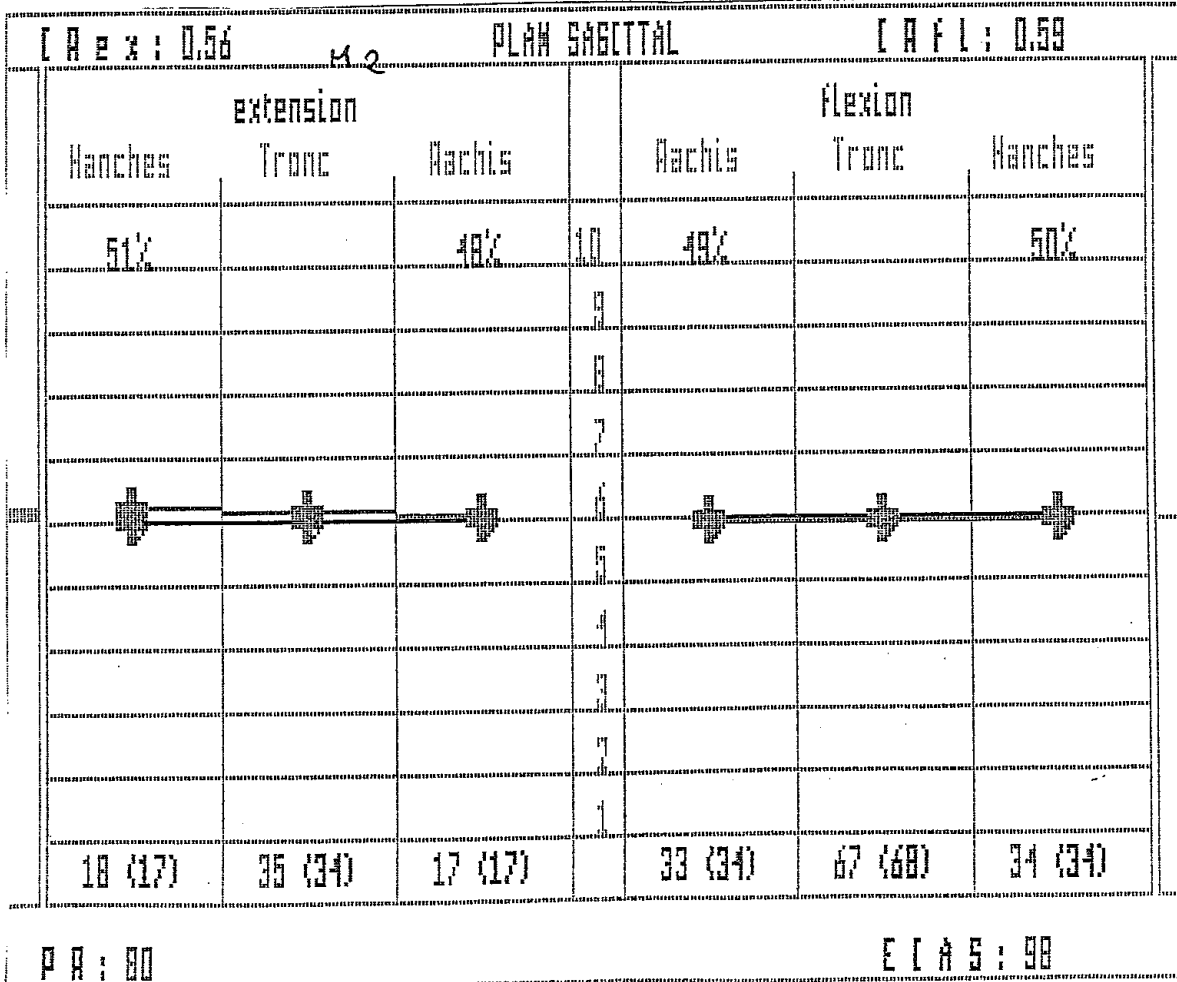 CAex: 0.56 PLAN SAGITTAL CAFL: 0.59
M2
extension flexion
Hanches Tronc Rachis Rachis Tronc Hanches
51% 48% 10 49% 50%
9
8
7
6
5
4
3
2
1
18 (17) 35 (34) 17 (17) 33 (34) 67 (68) 34 (34)
PA: 80 ECAS: 98